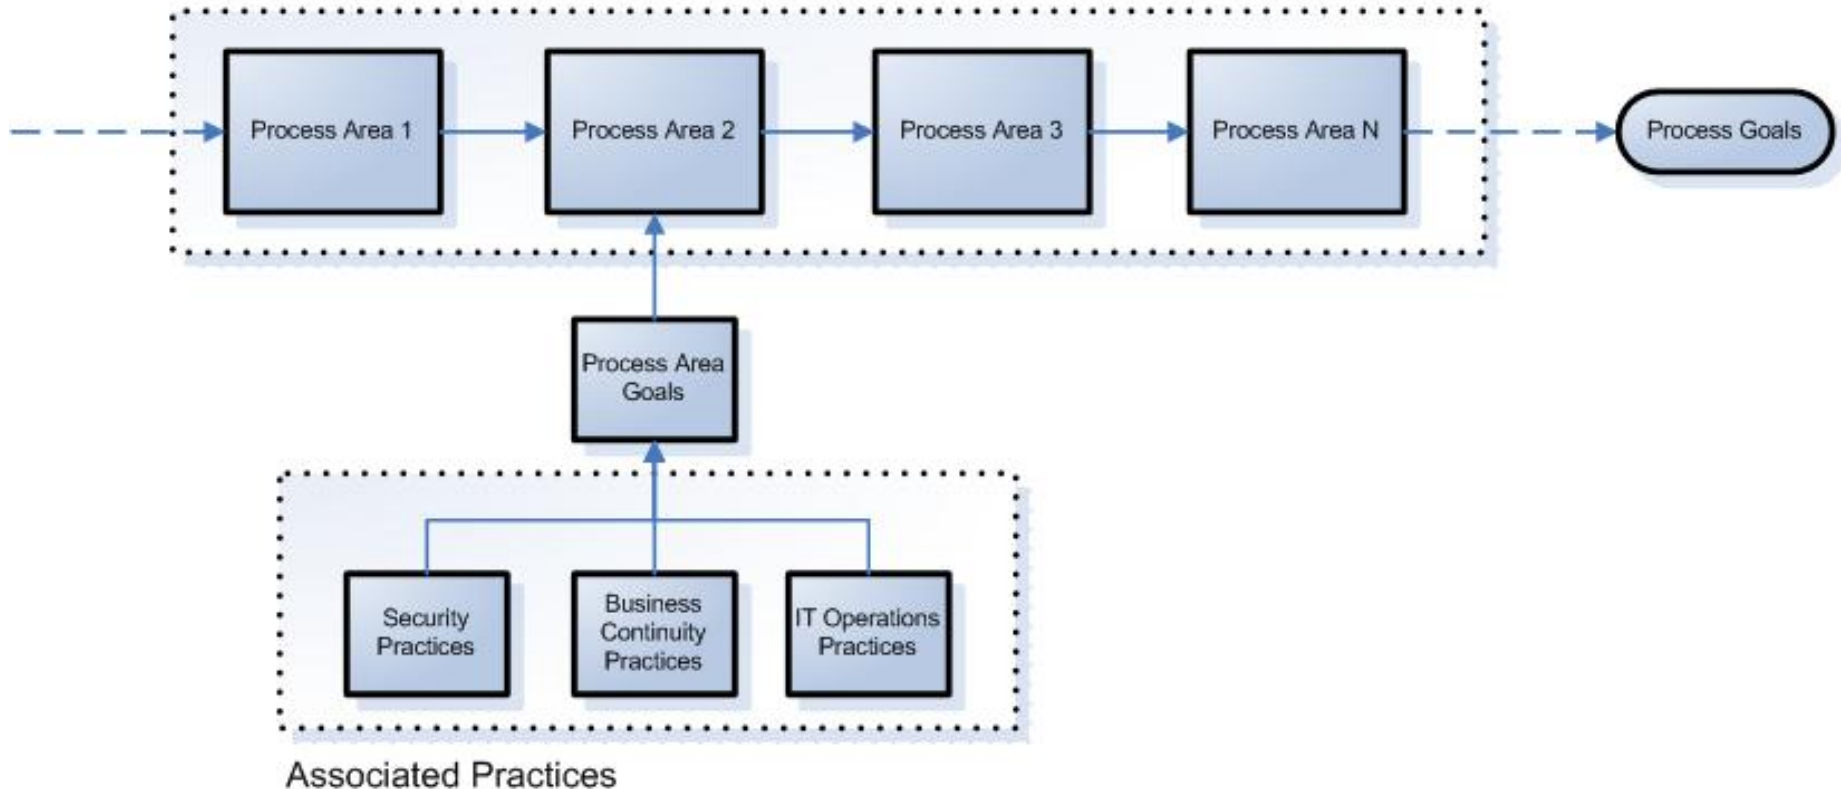 Process Area 1
Process Area 2
Process Area 3
Process Area N
Process Goals
Process Area
Goals
Security
Practices
Business
Continuity
Practices
IT Operations
Practices
Associated Practices